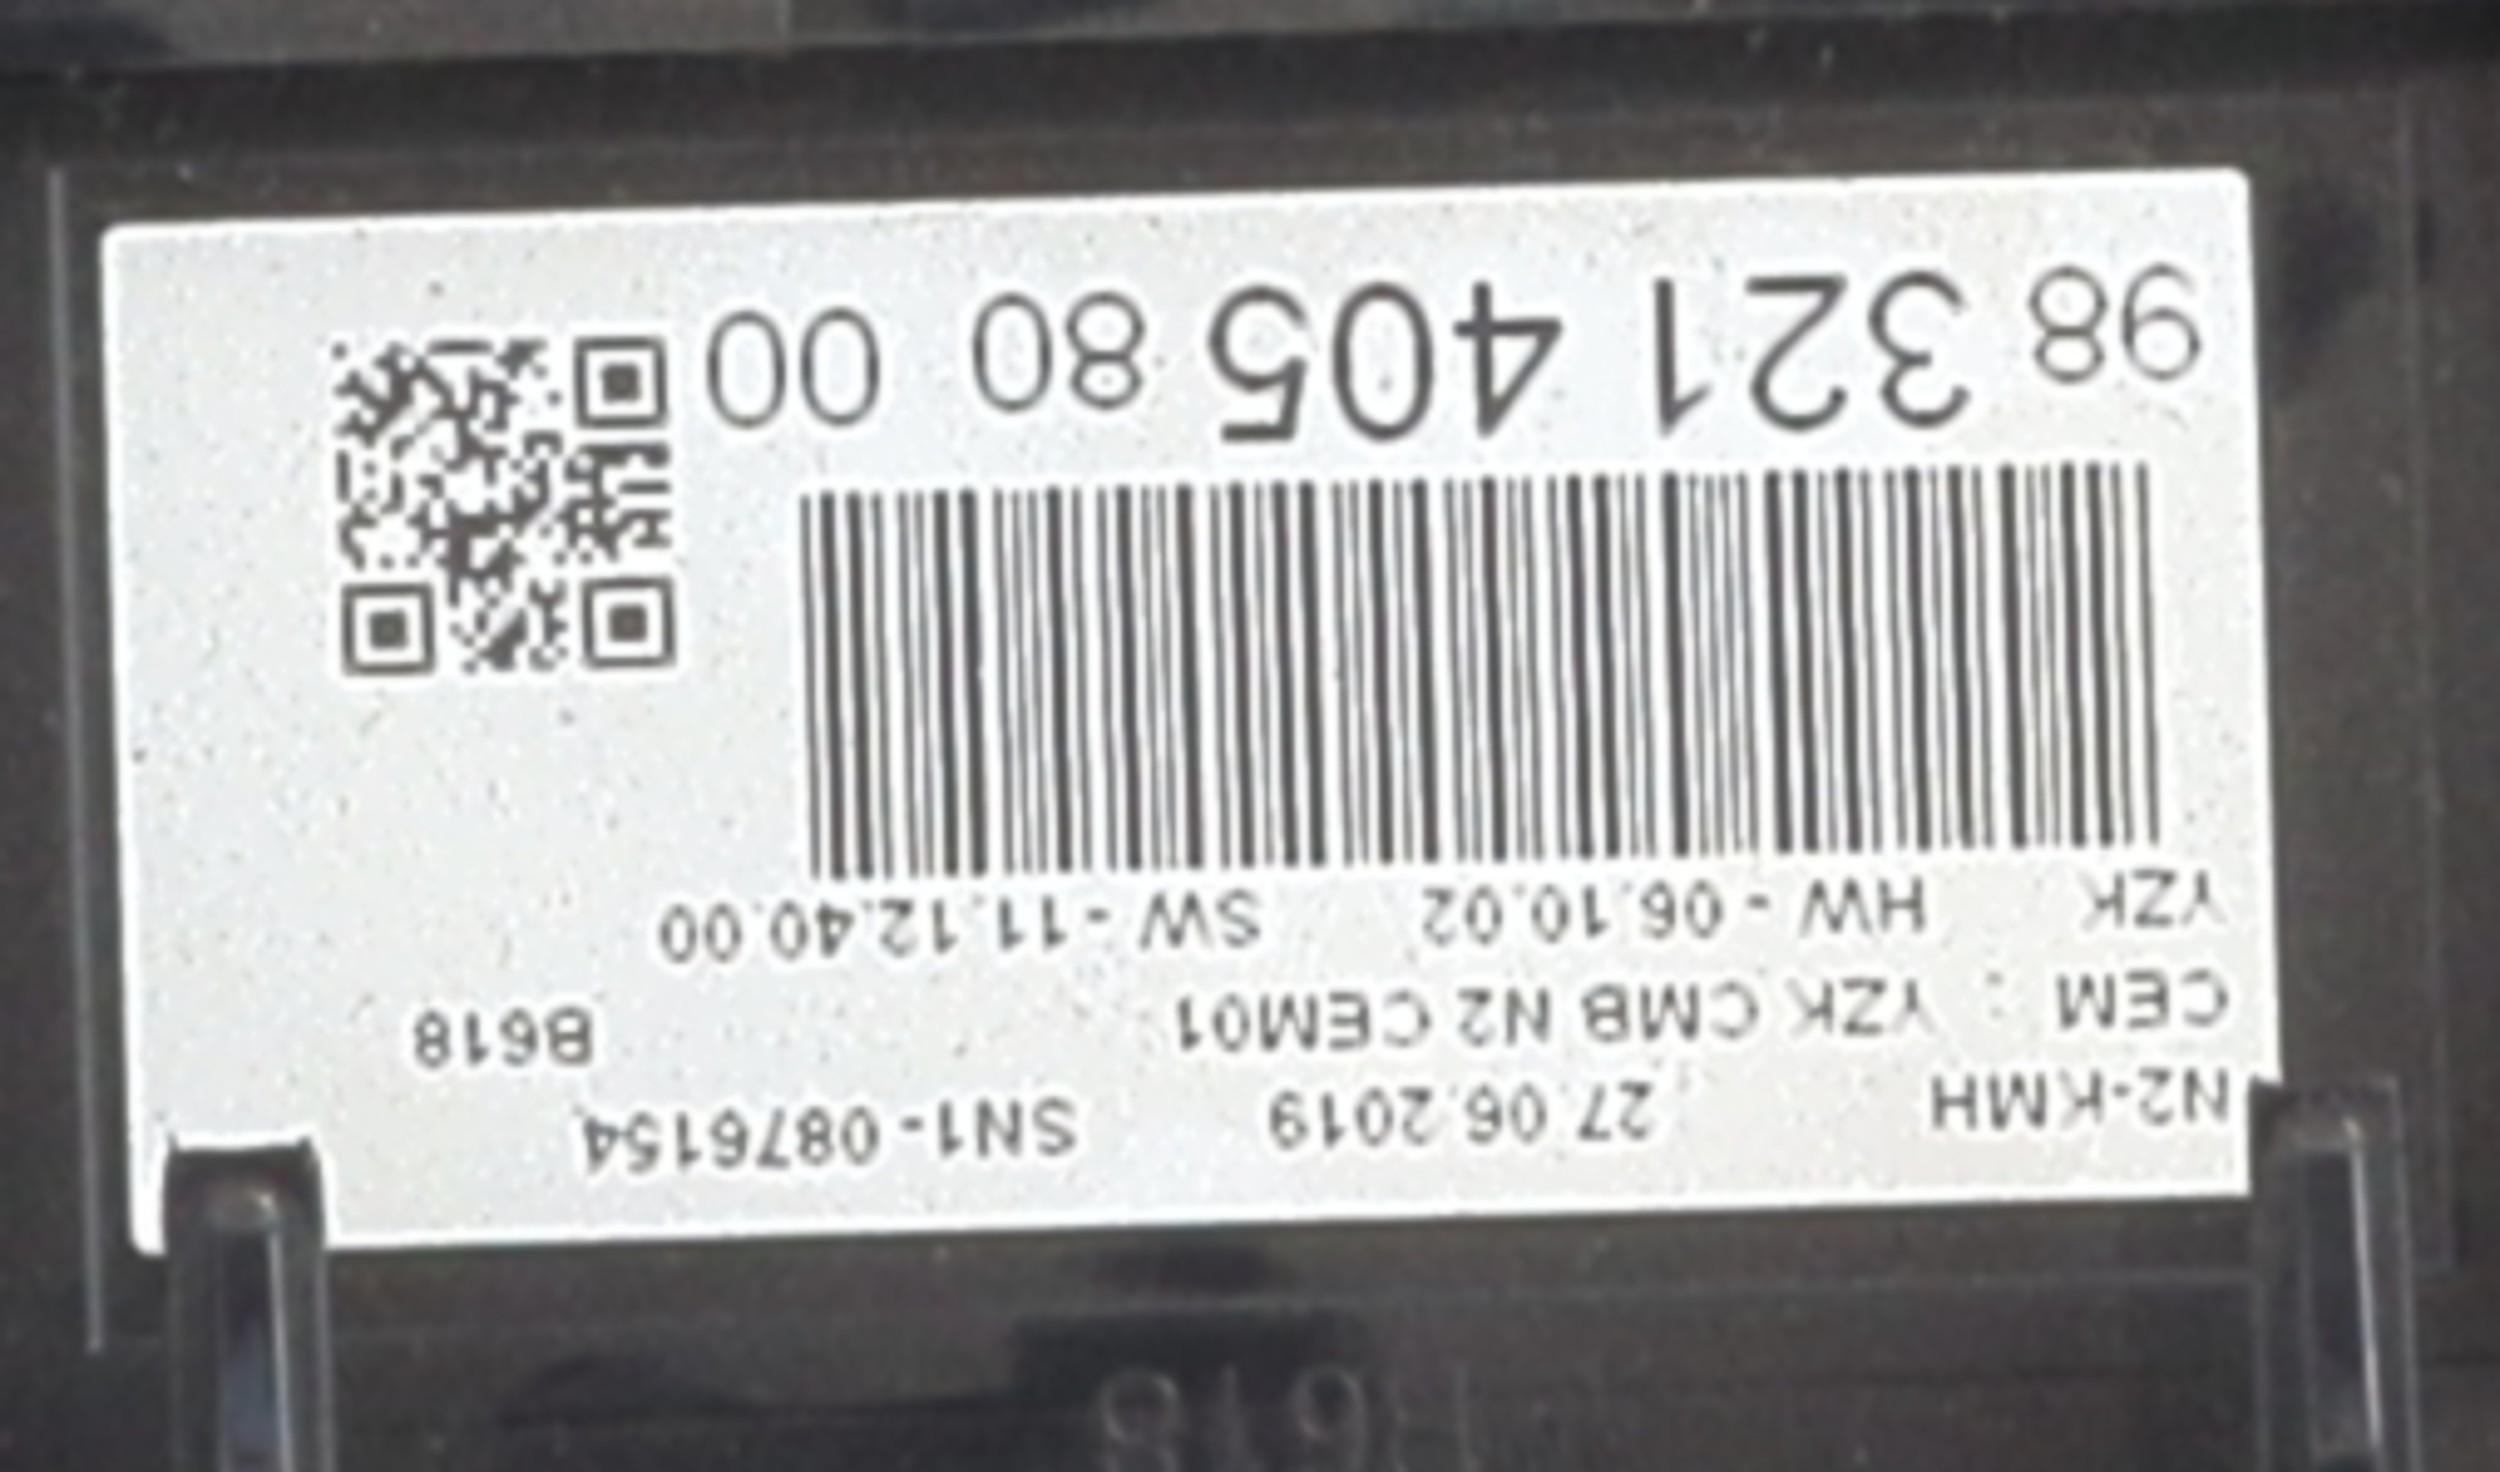 N2-KMH 27.06.2019 SN1-0876154
CEM : YZK CMB N2 CEM01 B618
YZK HW - 06.10.02 SW - 11.12.40.00
98 321 405 80 00